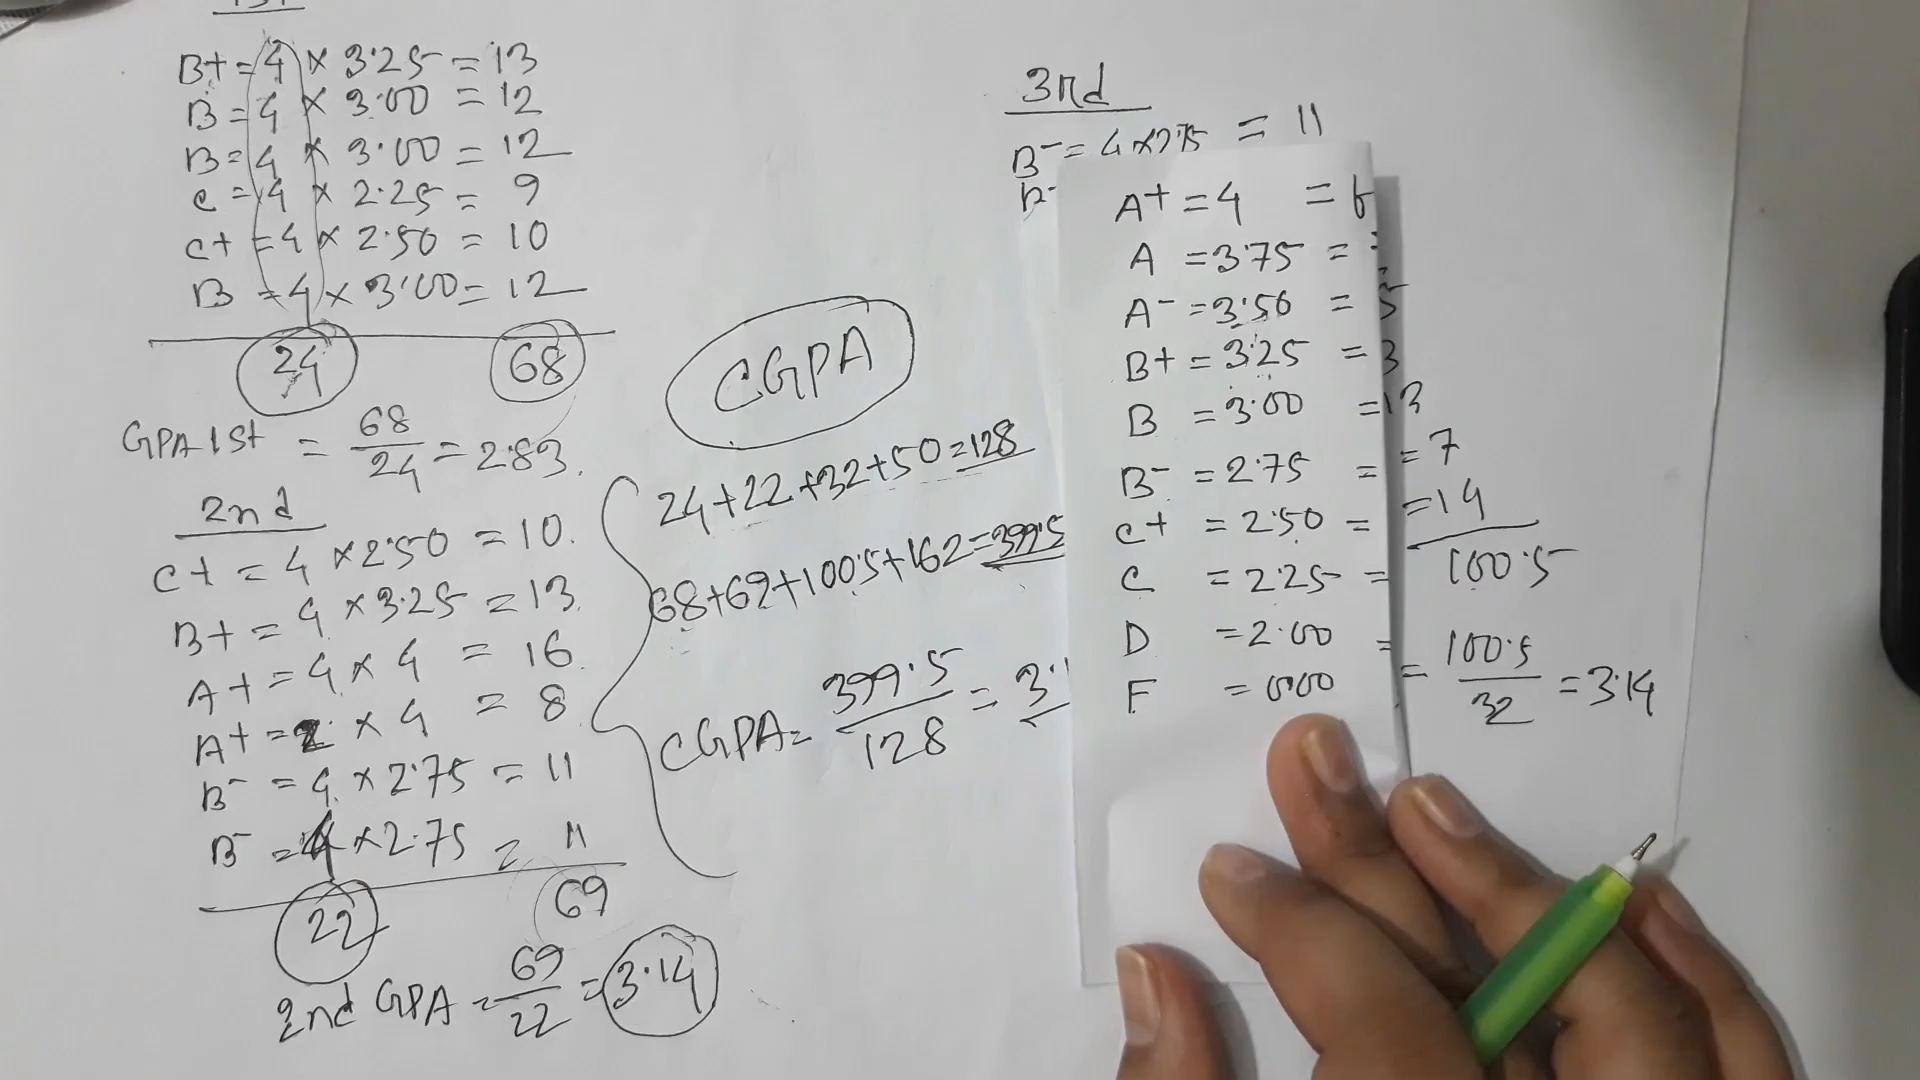 B+ = 4 × 3.25 = 13
B = 4 × 3.00 = 12
B = 4 × 3.00 = 12
C = 4 × 2.25 = 9
C+ = 4 × 2.50 = 10
B = 4 × 3.00 = 12
24 68
GPA 1st = 68/24 = 2.83.
2nd
C+ = 4 × 2.50 = 10.
B+ = 4 × 3.25 = 13.
A+ = 4 × 4 = 16
A+ = 2 × 4 = 8
B- = 4 × 2.75 = 11
B- = 4 × 2.75 = 11
22 69
2nd GPA = 69/22 = 3.14
CGPA
24+22+32+50=128
68+69+100.5+162=399.5
CGPA = 399.5/128 = 3.
3rd
B- = 4×2.75 = 11
A+ = 4 =
A = 3.75 =
A- = 3.50 = 5
B+ = 3.25 = 3
B = 3.00 = 13
B- = 2.75 = = 7
C+ = 2.50 = = 14
C = 2.25 = 100.5
D = 2.00 =
F = 0.00
= 100.5/32 = 3.14